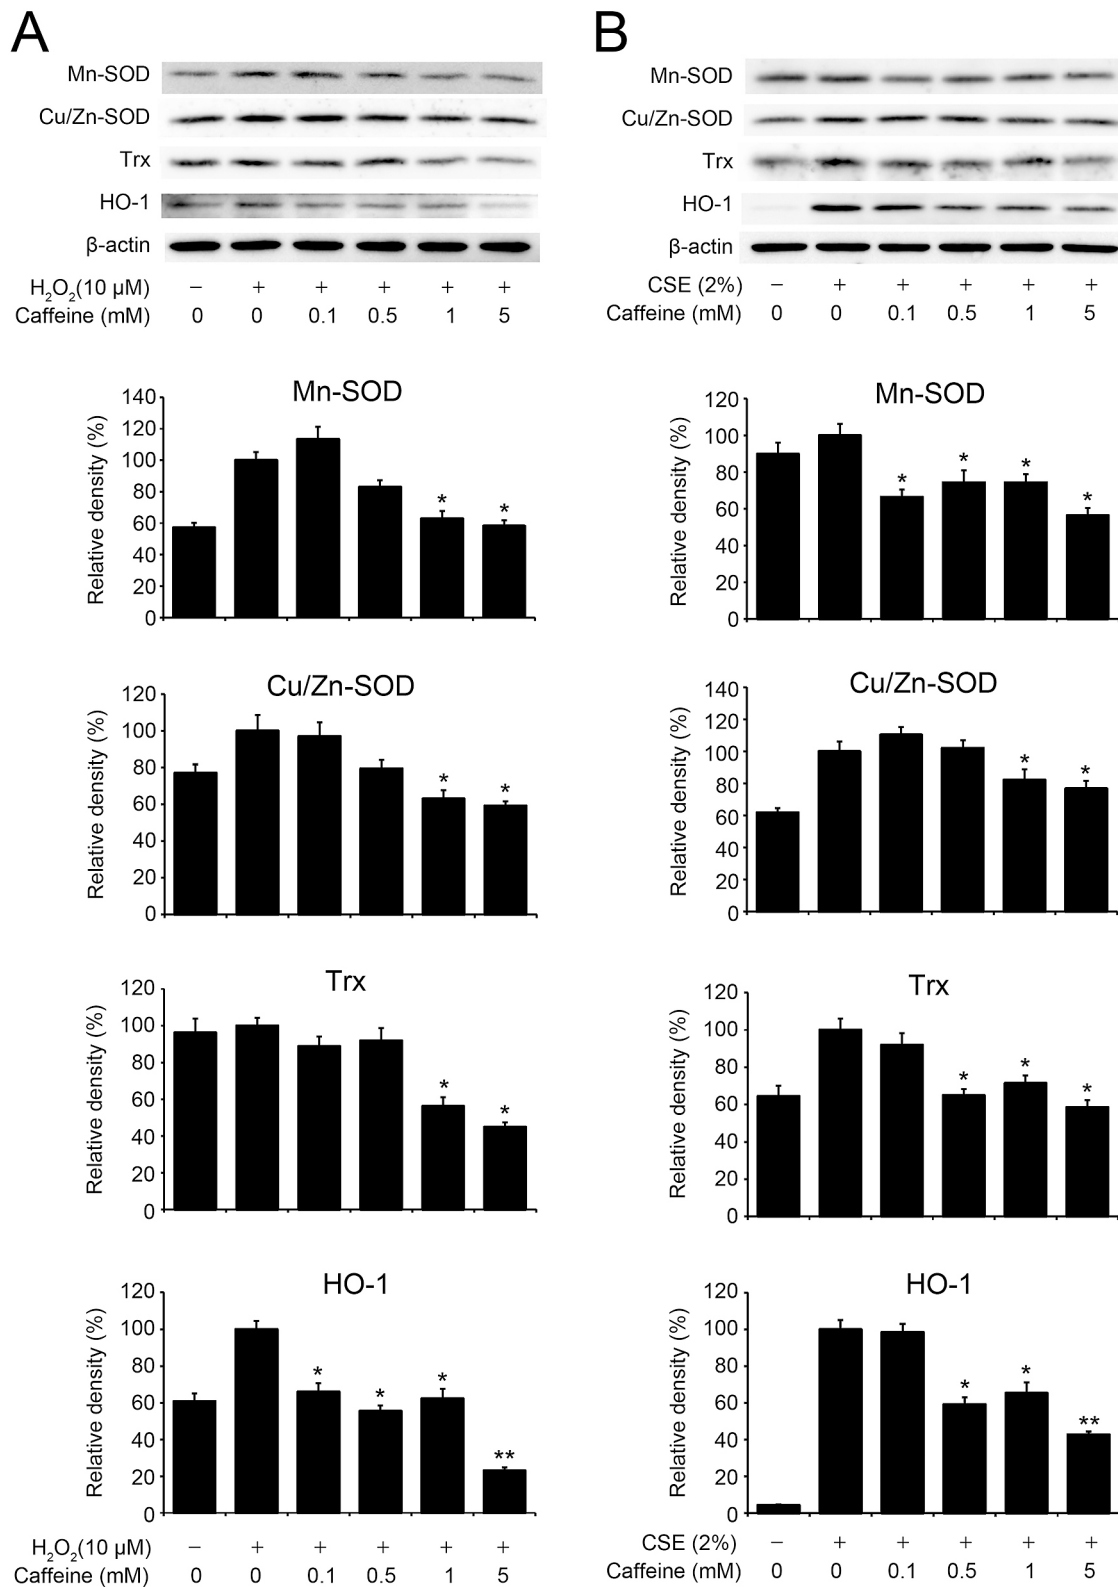 A
Mn-SOD
Cu/Zn-SOD
Trx
HO-1
β-actin
H₂O₂(10 µM) − + + + + +
Caffeine (mM) 0 0 0.1 0.5 1 5
Mn-SOD
Relative density (%)
140
120
100
80
60
40
20
0
* *
Cu/Zn-SOD
Relative density (%)
120
100
80
60
40
20
0
* *
Trx
Relative density (%)
120
100
80
60
40
20
0
* *
HO-1
Relative density (%)
120
100
80
60
40
20
0
* * * **
H₂O₂(10 µM) − + + + + +
Caffeine (mM) 0 0 0.1 0.5 1 5
B
Mn-SOD
Cu/Zn-SOD
Trx
HO-1
β-actin
CSE (2%) − + + + + +
Caffeine (mM) 0 0 0.1 0.5 1 5
Mn-SOD
Relative density (%)
120
100
80
60
40
20
0
* * * *
Cu/Zn-SOD
Relative density (%)
140
120
100
80
60
40
20
0
* *
Trx
Relative density (%)
120
100
80
60
40
20
0
* * *
HO-1
Relative density (%)
120
100
80
60
40
20
0
* * **
CSE (2%) − + + + + +
Caffeine (mM) 0 0 0.1 0.5 1 5